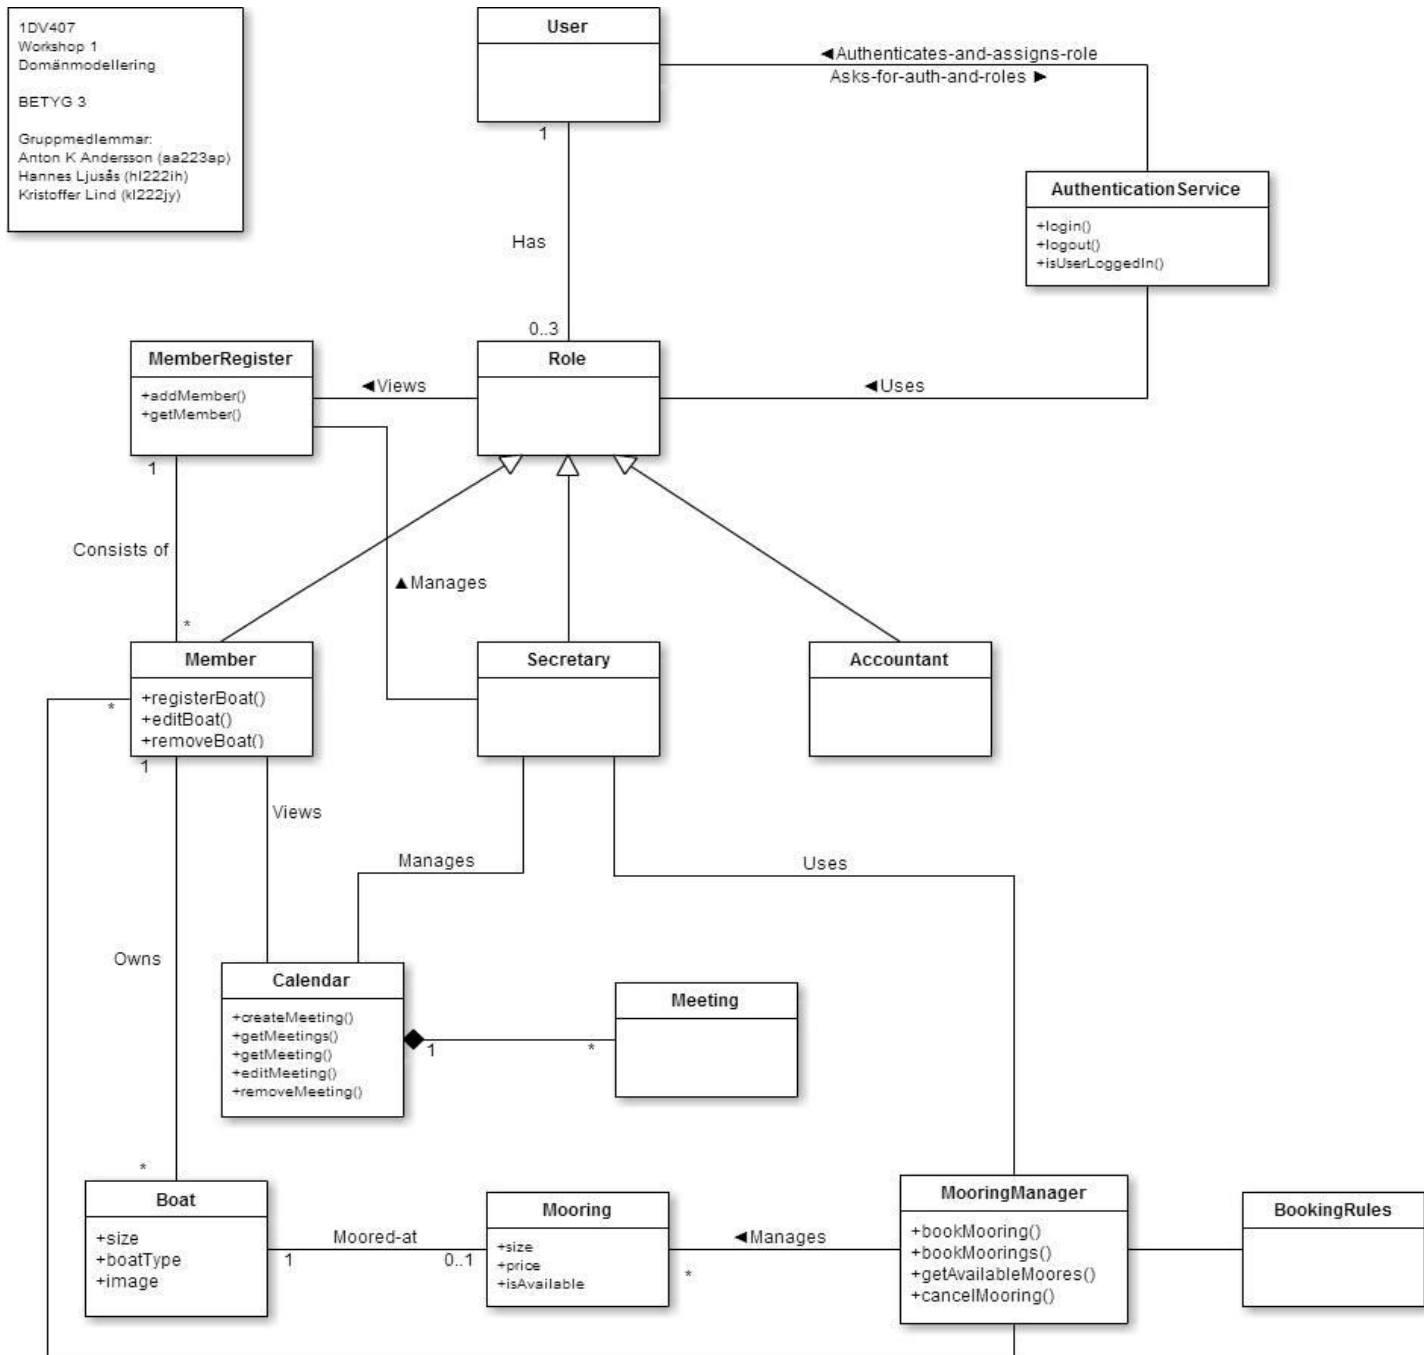 1DV407
Workshop 1
Domänmodellering
BETYG 3
Gruppmedlemmar:
Anton K Andersson (aa223ap)
Hannes Ljusås (hl222ih)
Kristoffer Lind (kl222jy)
User
◄Authenticates-and-assigns-role
Asks-for-auth-and-roles ►
1
AuthenticationService
+login()
+logout()
+isUserLoggedIn()
Has
0..3
MemberRegister
+addMember()
+getMember()
◄Views
Role
◄Uses
1
Consists of
▲Manages
*
Member
+registerBoat()
+editBoat()
+removeBoat()
Secretary
Accountant
*
1
Views
Manages
Uses
Owns
Calendar
+createMeeting()
+getMeetings()
+getMeeting()
+editMeeting()
+removeMeeting()
1
*
Meeting
*
Boat
+size
+boatType
+image
Moored-at
1
0..1
Mooring
+size
+price
+isAvailable
◄Manages
*
MooringManager
+bookMooring()
+bookMoorings()
+getAvailableMoores()
+cancelMooring()
BookingRules